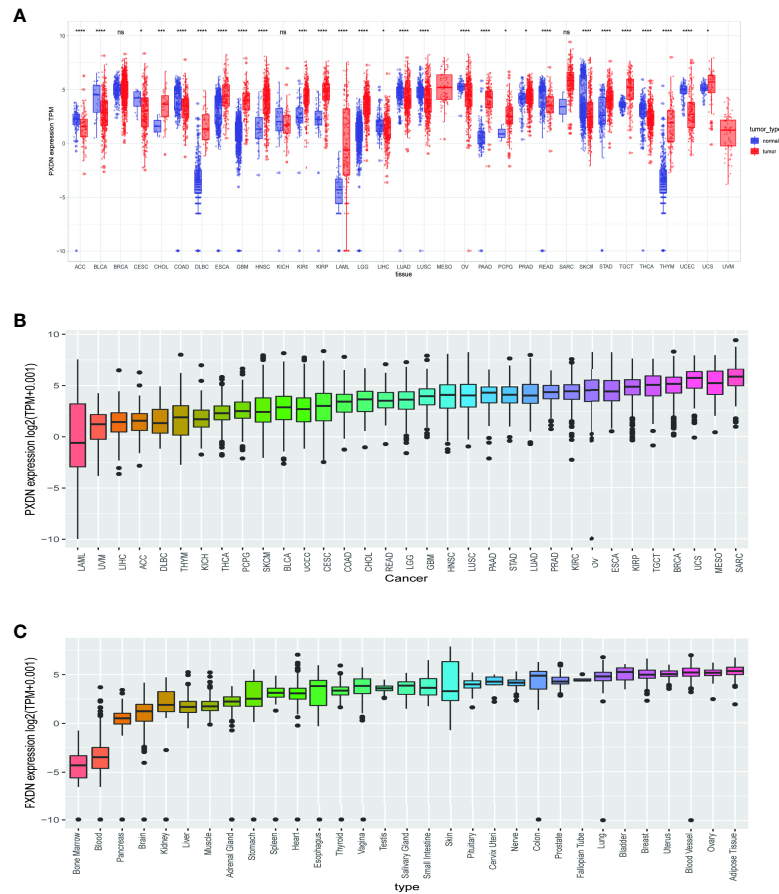 A
**** **** ns * *** **** **** **** **** **** ns **** **** **** **** * **** **** **** **** * **** **** ns **** **** **** **** **** **** *
PXDN expression TPM
10
5
0
−5
−10
tumor_type
normal
tumor
ACC BLCA BRCA CESC CHOL COAD DLBC ESCA GBM HNSC KICH KIRC KIRP LAML LGG LIHC LUAD LUSC MESO OV PAAD PCPG PRAD READ SARC SKCM STAD TGCT THCA THYM UCEC UCS UVM
tissue
B
PXDN expression log2(TPM+0.001)
10
5
0
−5
−10
LAML UVM LIHC ACC DLBC THYM KICH THCA PCPG SKCM BLCA UCCC CESC COAD CHOL READ LGG GBM HNSC LUSC PAAD STAD LUAD PRAD KIRC OV ESCA KIRP TGCT BRCA UCS MESO SARC
Cancer
C
FXDN expression log2(TPM+0.001)
10
5
0
−5
−10
Bone Marrow Blood Pancreas Brain Kidney Liver Muscle Adrenal Gland Stomach Spleen Heart Esophagus Thyroid Vagina Testis Salivary Gland Small Intestine Skin Pituitary Cervix Uteri Nerve Colon Prostate Fallopian Tube Lung Bladder Breast Uterus Blood Vessel Ovary Adipose Tissue
type